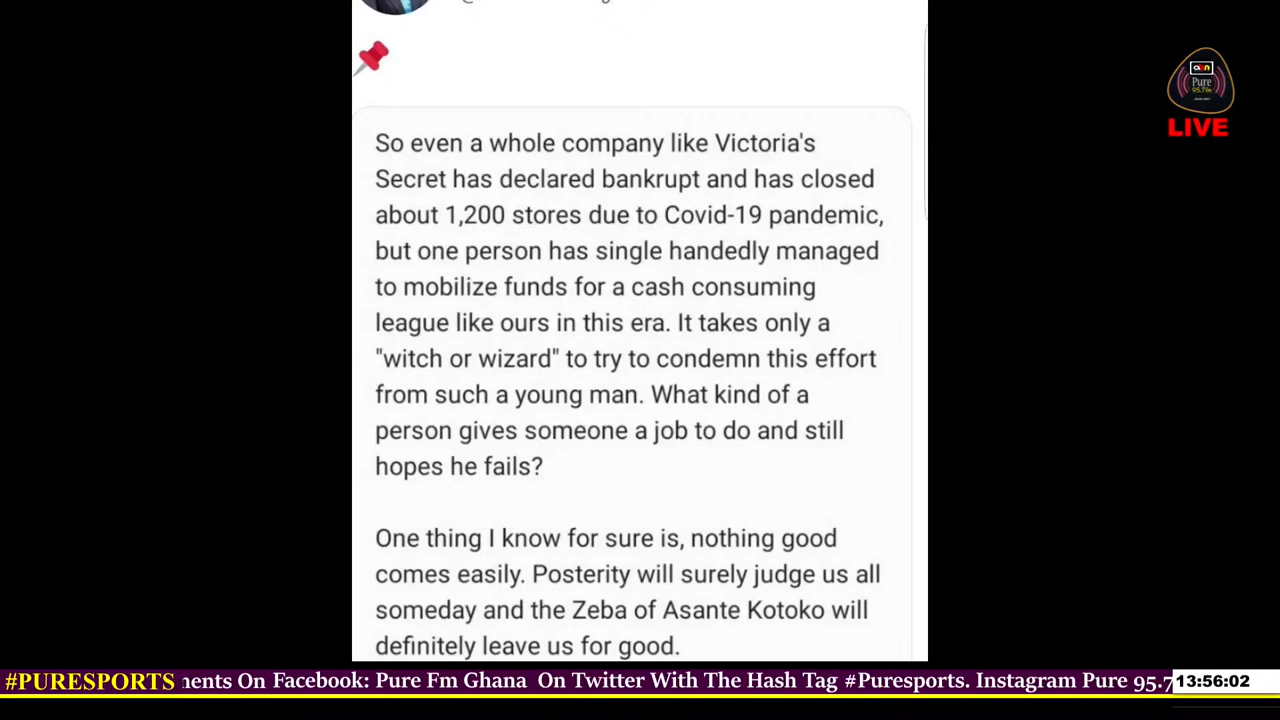 So even a whole company like Victoria's
Secret has declared bankrupt and has closed
about 1,200 stores due to Covid-19 pandemic,
but one person has single handedly managed
to mobilize funds for a cash consuming
league like ours in this era. It takes only a
"witch or wizard" to try to condemn this effort
from such a young man. What kind of a
person gives someone a job to do and still
hopes he fails?
One thing I know for sure is, nothing good
comes easily. Posterity will surely judge us all
someday and the Zeba of Asante Kotoko will
definitely leave us for good.
abn
Pure
95.7fm
LIVE
#PURESPORTS ments On Facebook: Pure Fm Ghana On Twitter With The Hash Tag #Puresports. Instagram Pure 95.7 13:56:02